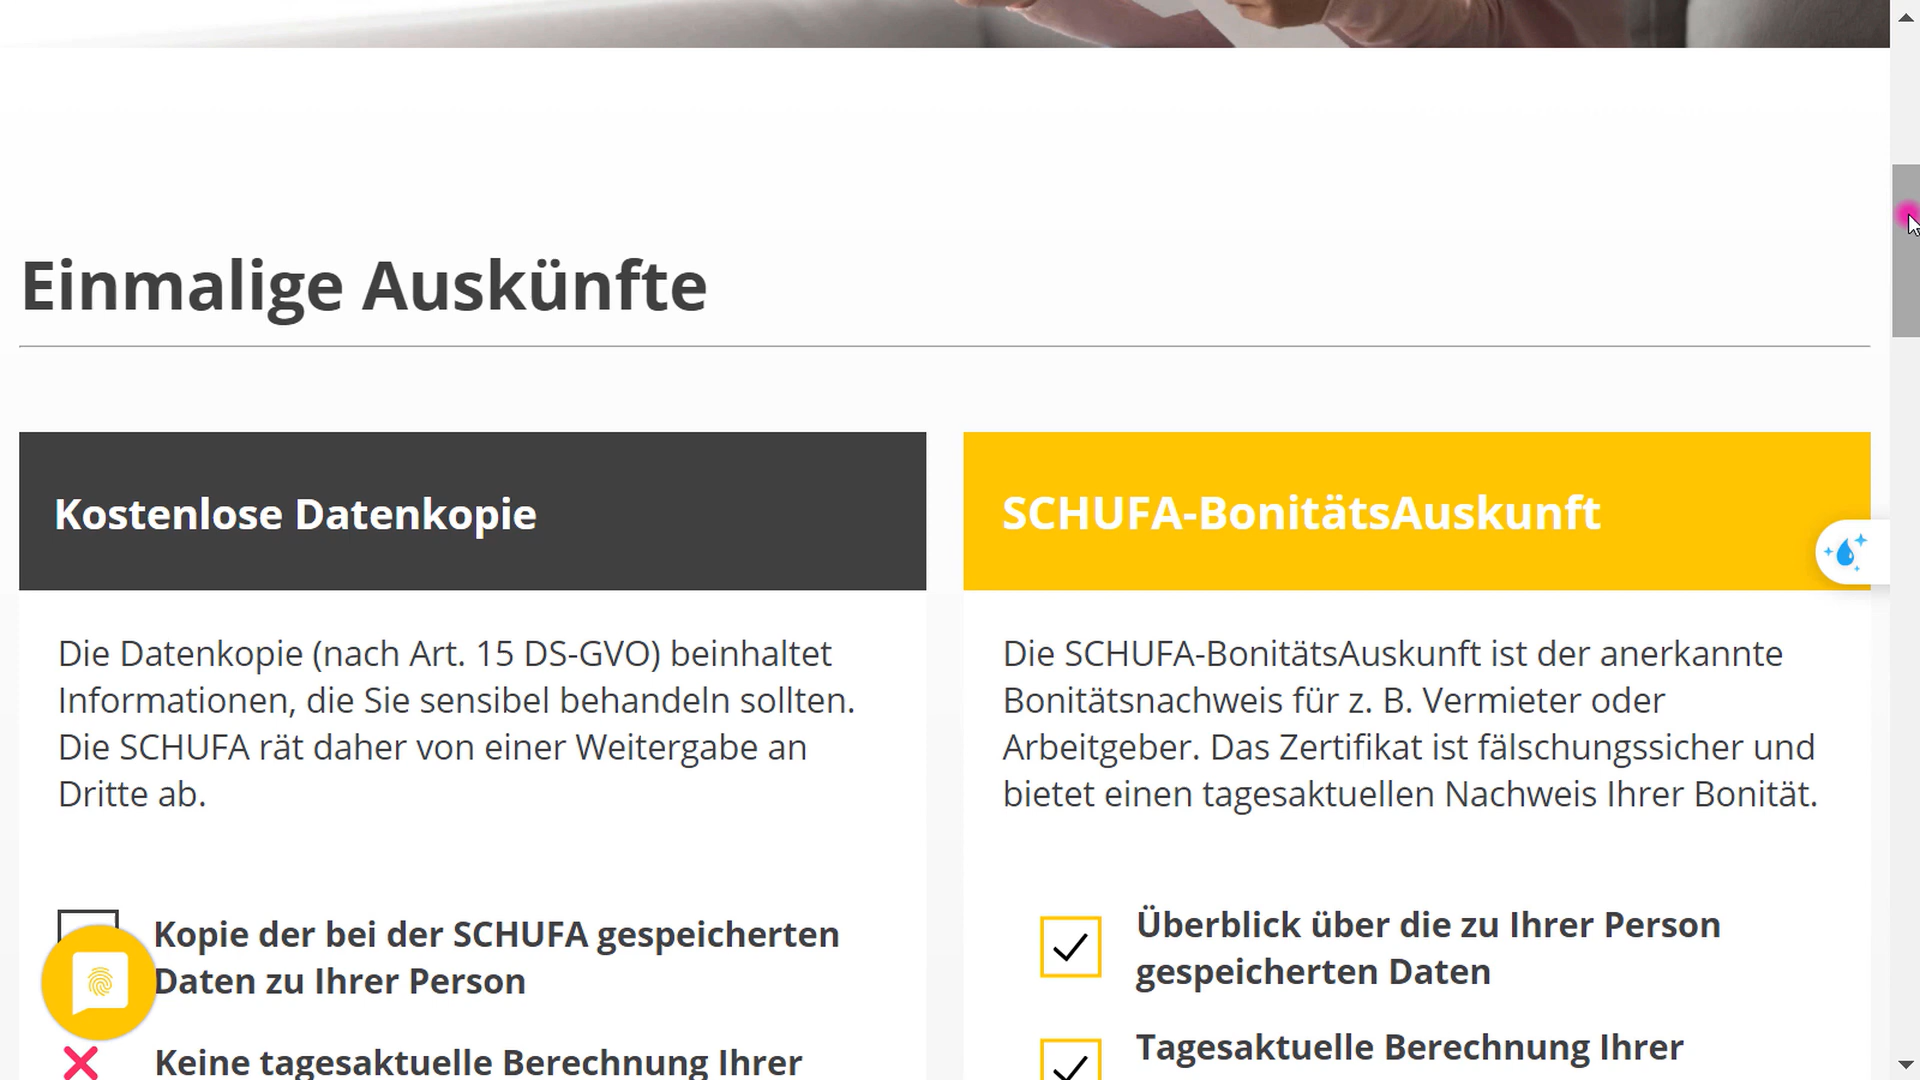 Einmalige Auskünfte
Kostenlose Datenkopie
Die Datenkopie (nach Art. 15 DS-GVO) beinhaltet
Informationen, die Sie sensibel behandeln sollten.
Die SCHUFA rät daher von einer Weitergabe an
Dritte ab.
Kopie der bei der SCHUFA gespeicherten
Daten zu Ihrer Person
Keine tagesaktuelle Berechnung Ihrer
SCHUFA-BonitätsAuskunft
Die SCHUFA-BonitätsAuskunft ist der anerkannte
Bonitätsnachweis für z. B. Vermieter oder
Arbeitgeber. Das Zertifikat ist fälschungssicher und
bietet einen tagesaktuellen Nachweis Ihrer Bonität.
Überblick über die zu Ihrer Person
gespeicherten Daten
Tagesaktuelle Berechnung Ihrer